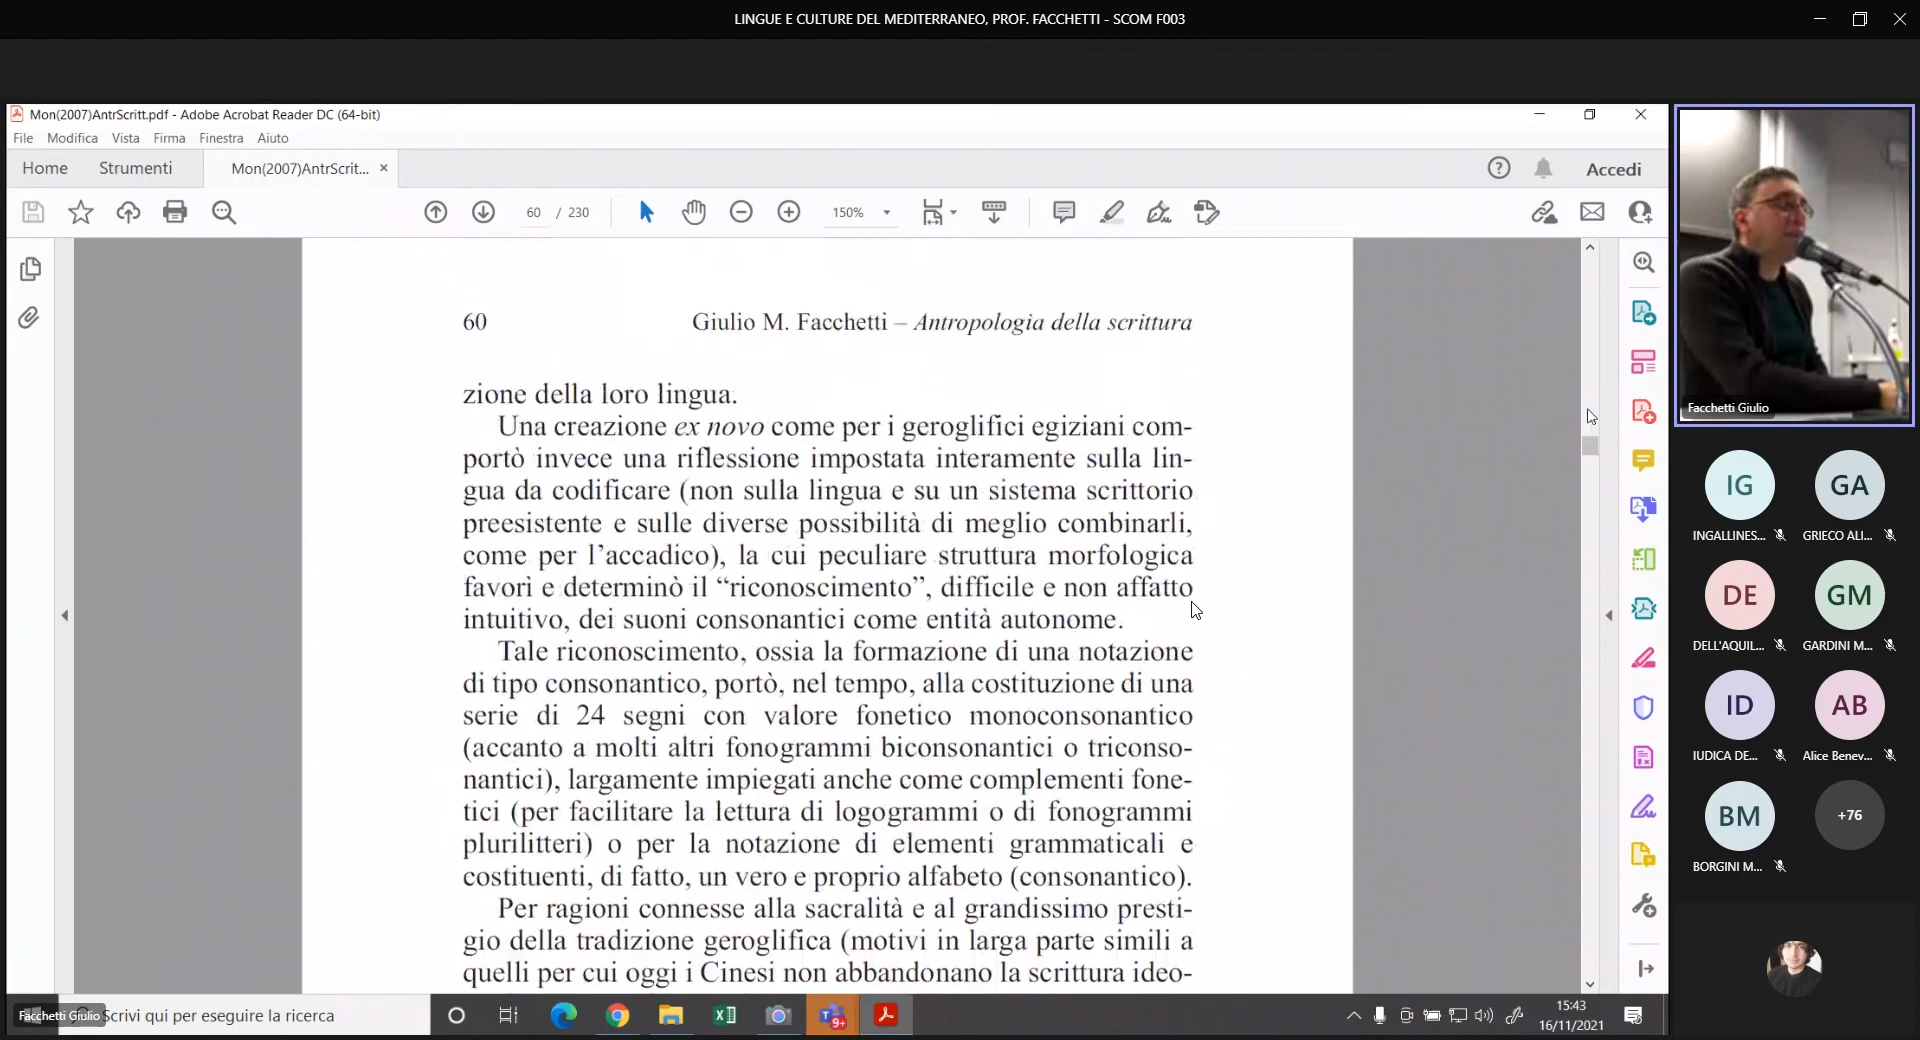 LINGUE E CULTURE DEL MEDITERRANEO, PROF. FACCHETTI - SCOM F003
Mon(2007)AntrScritt.pdf - Adobe Acrobat Reader DC (64-bit)
File Modifica Vista Firma Finestra Aiuto
Home Strumenti Mon(2007)AntrScrit... × Accedi
60 / 230 150%
60 Giulio M. Facchetti – Antropologia della scrittura
zione della loro lingua.
Una creazione ex novo come per i geroglifici egiziani com-
portò invece una riflessione impostata interamente sulla lin-
gua da codificare (non sulla lingua e su un sistema scrittorio
preesistente e sulle diverse possibilità di meglio combinarli,
come per l’accadico), la cui peculiare struttura morfologica
favorì e determinò il “riconoscimento”, difficile e non affatto
intuitivo, dei suoni consonantici come entità autonome.
Tale riconoscimento, ossia la formazione di una notazione
di tipo consonantico, portò, nel tempo, alla costituzione di una
serie di 24 segni con valore fonetico monoconsonantico
(accanto a molti altri fonogrammi biconsonantici o triconso-
nantici), largamente impiegati anche come complementi fone-
tici (per facilitare la lettura di logogrammi o di fonogrammi
plurilitteri) o per la notazione di elementi grammaticali e
costituenti, di fatto, un vero e proprio alfabeto (consonantico).
Per ragioni connesse alla sacralità e al grandissimo presti-
gio della tradizione geroglifica (motivi in larga parte simili a
quelli per cui oggi i Cinesi non abbandonano la scrittura ideo-
Facchetti Giulio
IG GA
INGALLINES... GRIECO ALI...
DE GM
DELL'AQUIL... GARDINI M...
ID AB
IUDICA DE... Alice Benev...
BM +76
BORGINI M...
Facchetti Giulio
Scrivi qui per eseguire la ricerca
9+
15:43
16/11/2021